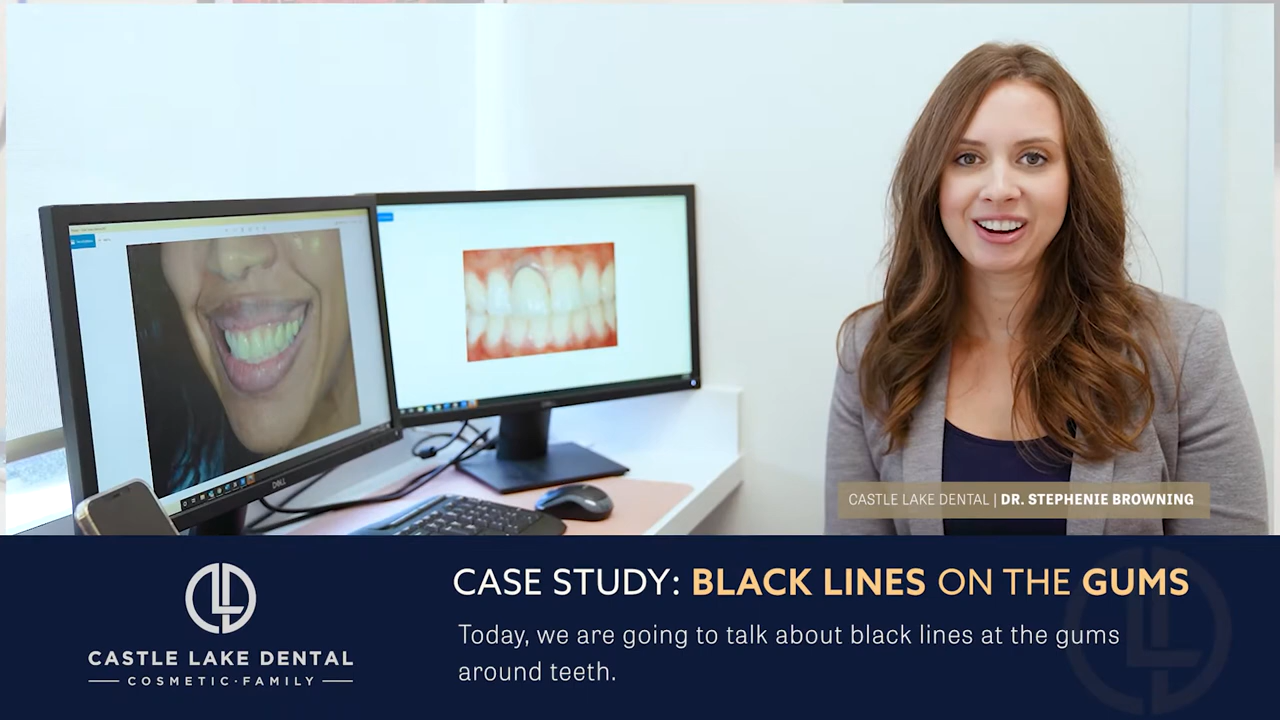 DELL
CASTLE LAKE DENTAL | DR. STEPHENIE BROWNING
CASTLE LAKE DENTAL
COSMETIC·FAMILY
CASE STUDY: BLACK LINES ON THE GUMS
Today, we are going to talk about black lines at the gums
around teeth.